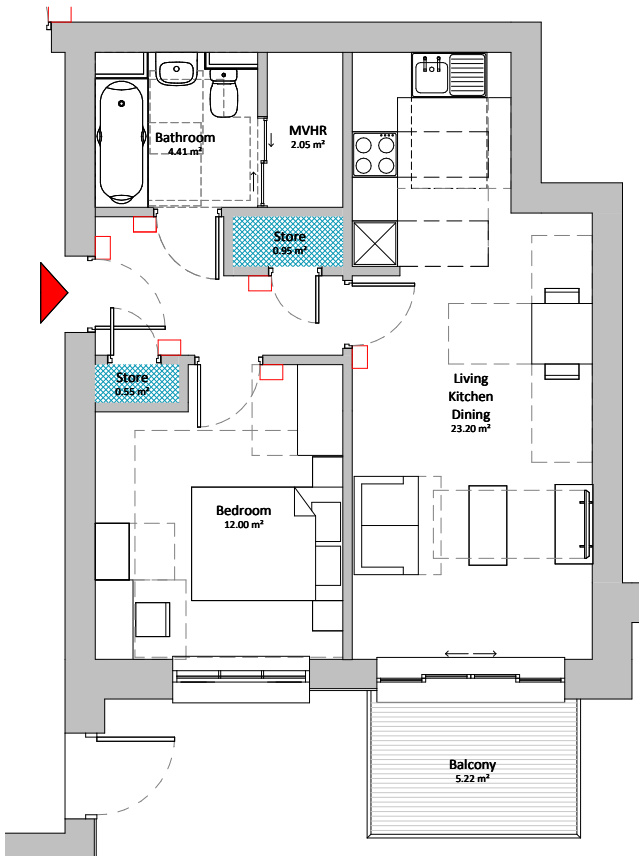 Bathroom
4.41 m²
MVHR
2.05 m²
Store
0.95 m²
Store
0.55 m²
Living
Kitchen
Dining
23.20 m²
Bedroom
12.00 m²
Balcony
5.22 m²